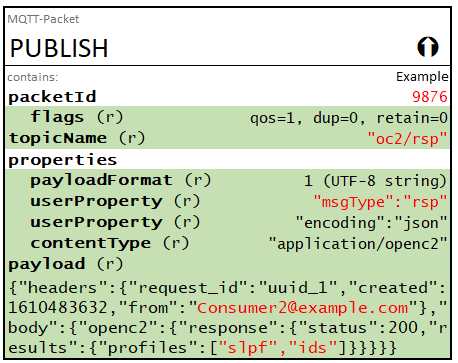 MQTT-Packet
PUBLISH
contains: Example
packetId 9876
flags (r) qos=1, dup=0, retain=0
topicName (r) "oc2/rsp"
properties
payloadFormat (r) 1 (UTF-8 string)
userProperty (r) "msgType":"rsp"
userProperty (r) "encoding":"json"
contentType (r) "application/openc2"
payload (r)
{"headers":{"request_id":"uuid_1","created":
1610483632,"from":"Consumer2@example.com"},"
body":{"openc2":{"response":{"status":200,"r
esults":{"profiles":["slpf","ids"]}}}}}